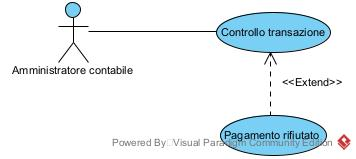 Controllo transazione
Amministratore contabile
<<Extend>>
Pagamento rifiutato
Powered By Visual Paradigm Community Edition